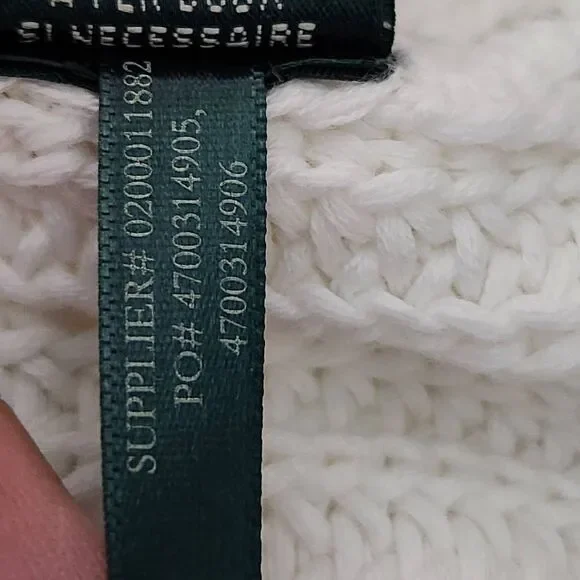 SI NECESSAIRE
SUPPLIER# 0200011882
PO# 4700314905,
4700314906